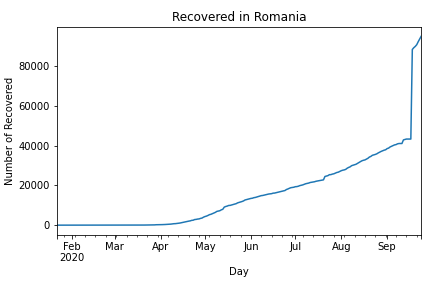 Recovered in Romania
Number of Recovered
80000
60000
40000
20000
0
Feb Mar Apr May Jun Jul Aug Sep
2020
Day